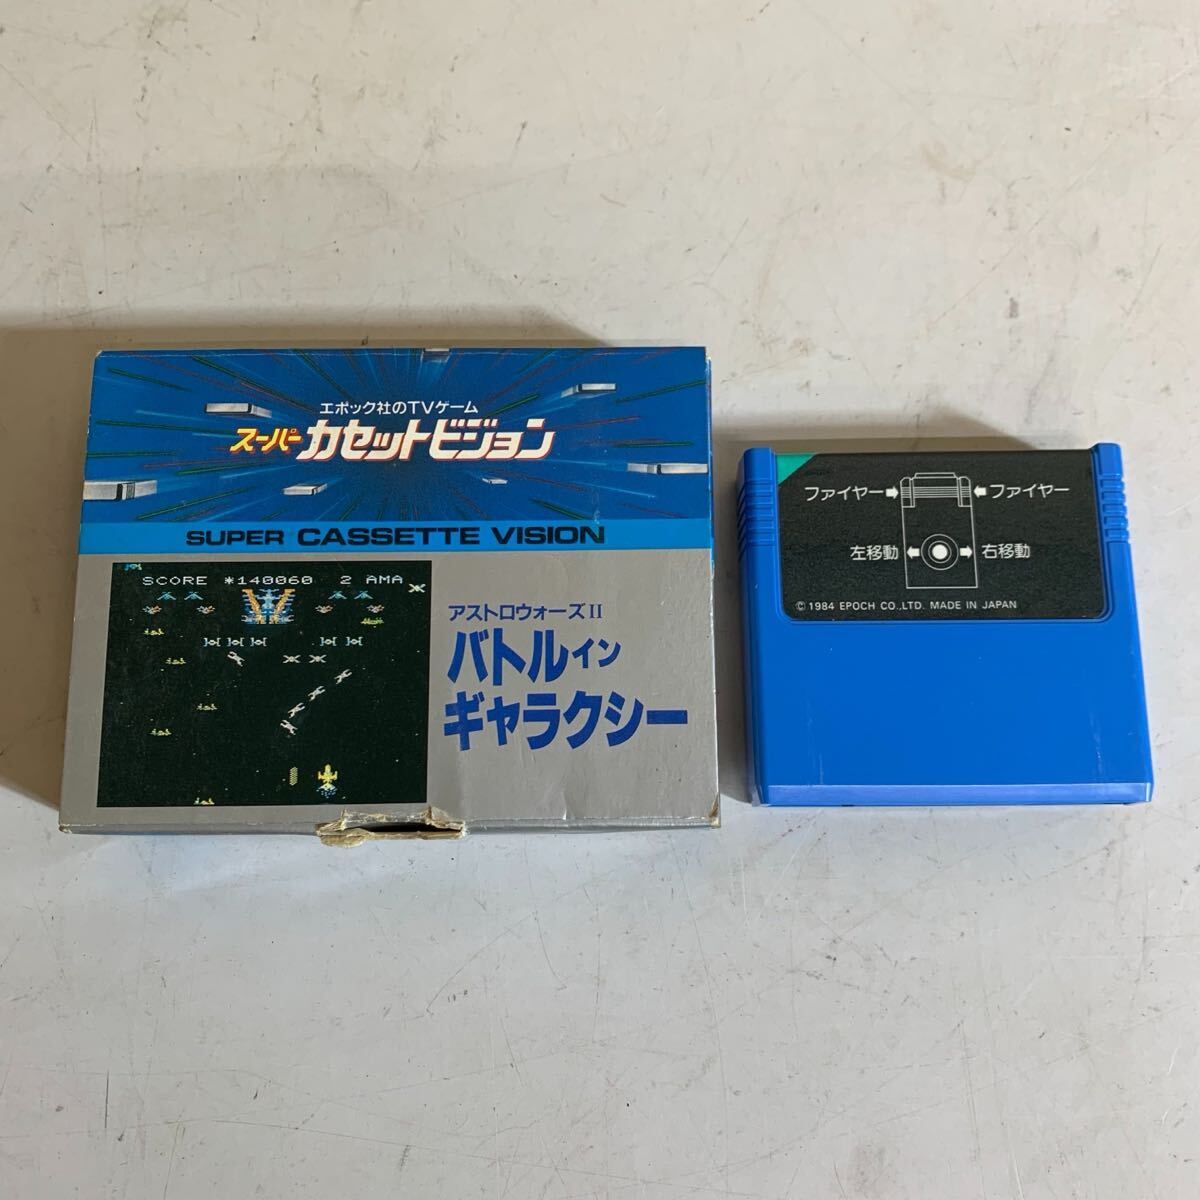 エポック社のTVゲーム
スーパーカセットビジョン
SUPER CASSETTE VISION
SCORE *140060 2 AMA
アストロウォーズII
バトルイン
ギャラクシー
ファイヤー ファイヤー
左移動 右移動
© 1984 EPOCH CO.,LTD. MADE IN JAPAN